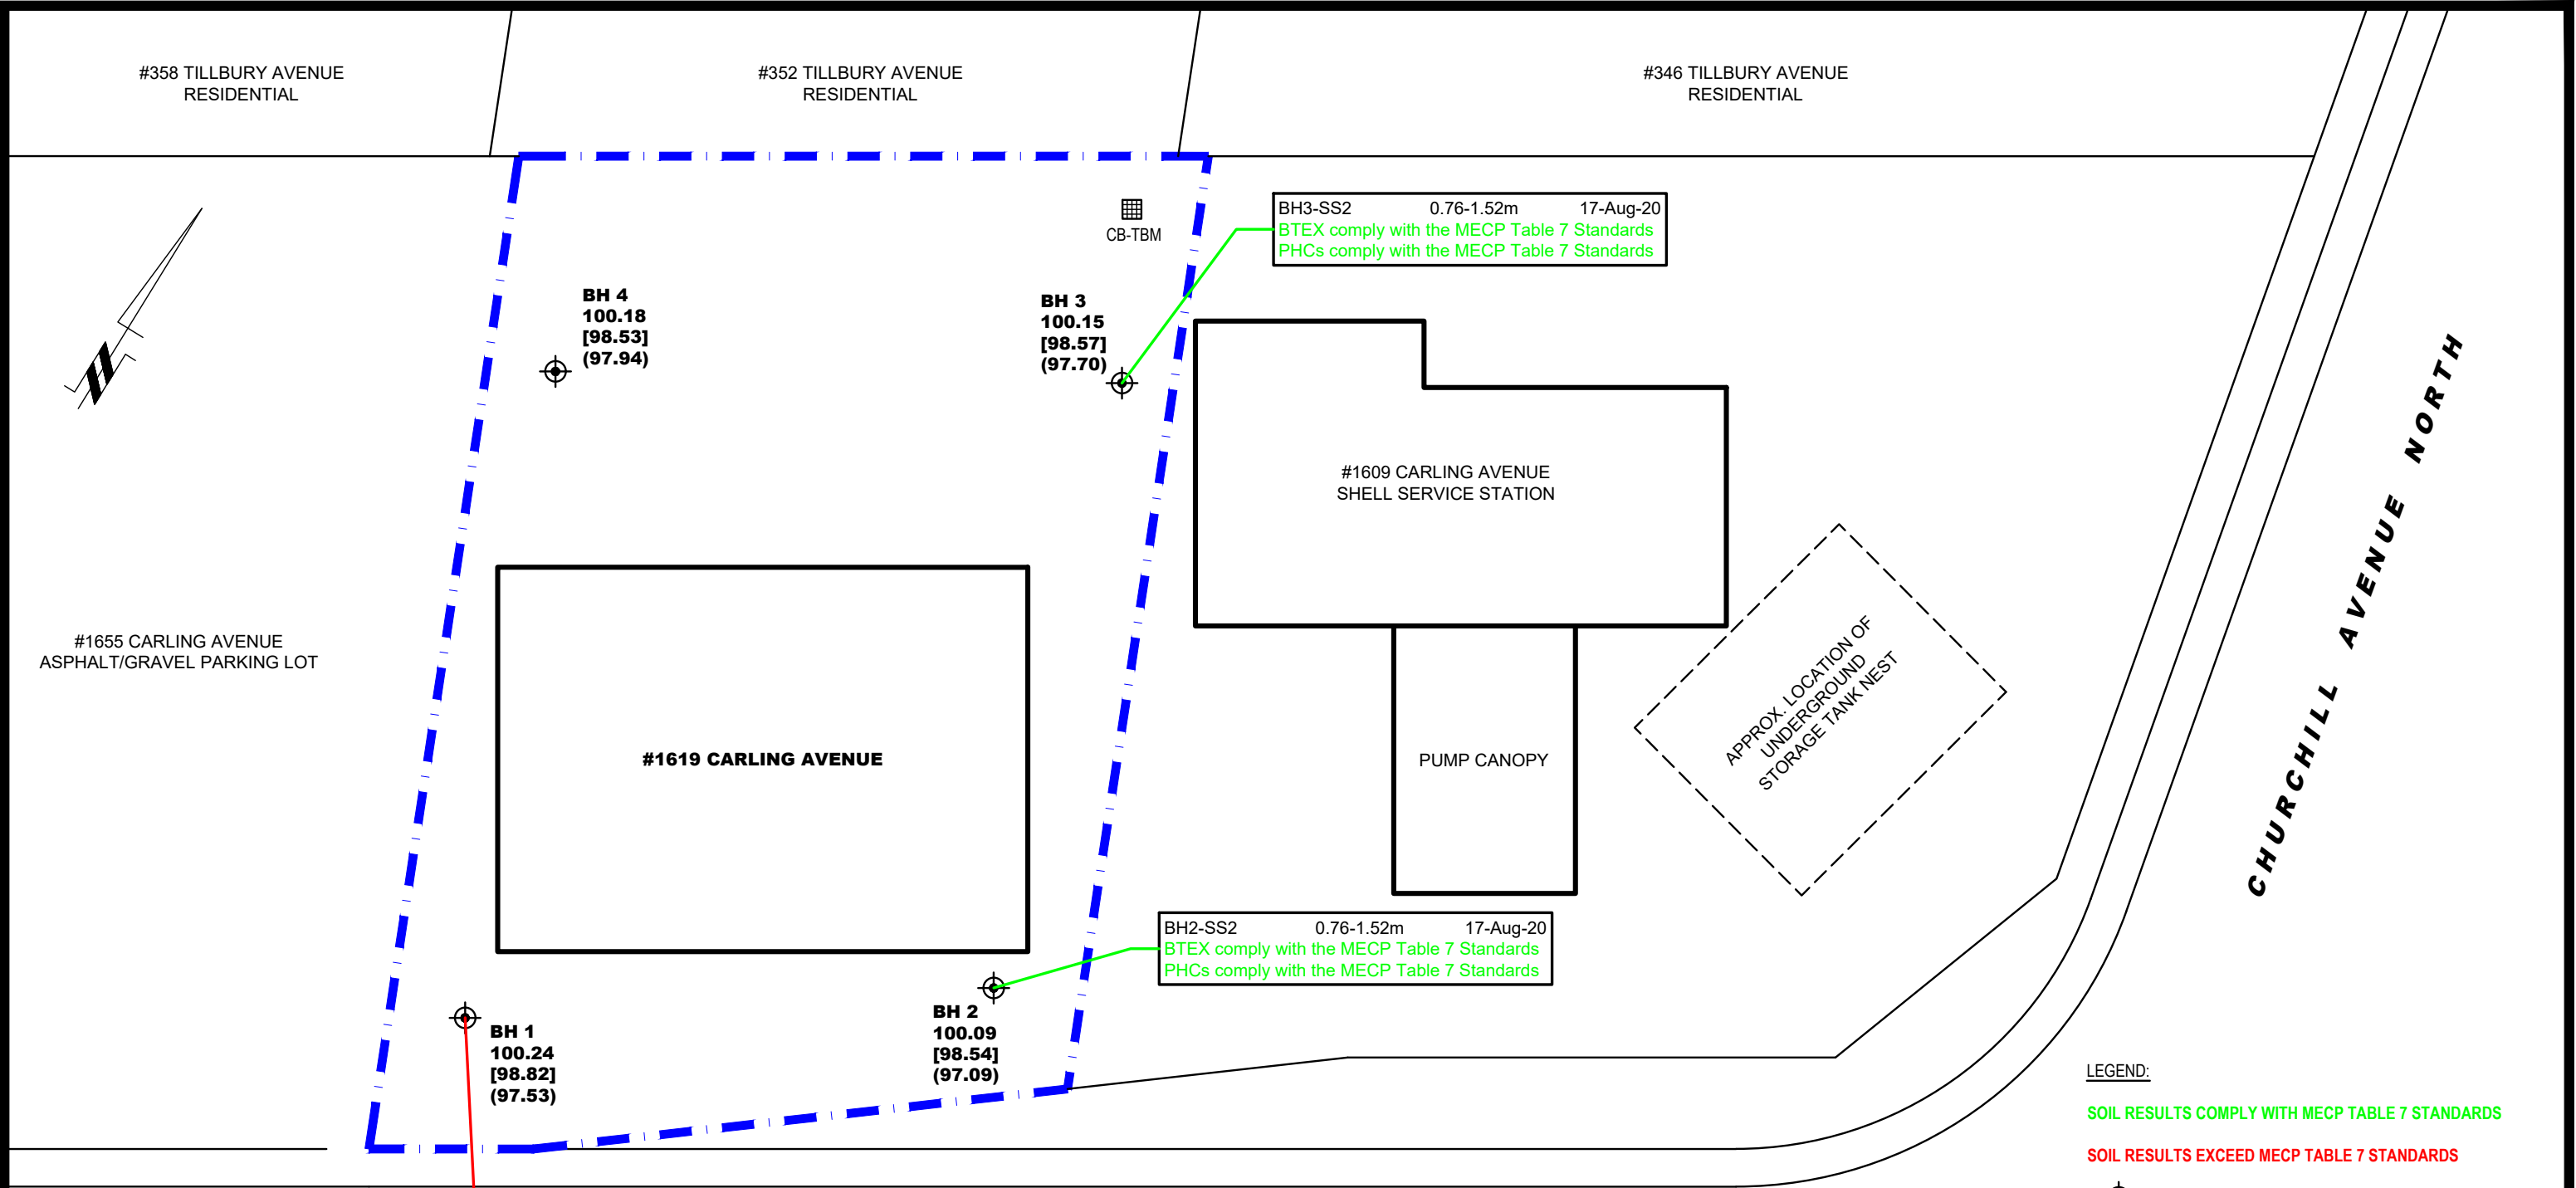 #358 TILLBURY AVENUE
RESIDENTIAL
#352 TILLBURY AVENUE
RESIDENTIAL
#346 TILLBURY AVENUE
RESIDENTIAL
BH3-SS2 0.76-1.52m 17-Aug-20
BTEX comply with the MECP Table 7 Standards
PHCs comply with the MECP Table 7 Standards
CB-TBM
BH 4
100.18
[98.53]
(97.94)
BH 3
100.15
[98.57]
(97.70)
N
#1609 CARLING AVENUE
SHELL SERVICE STATION
CHURCHILL AVENUE NORTH
#1655 CARLING AVENUE
ASPHALT/GRAVEL PARKING LOT
APPROX. LOCATION OF
UNDERGROUND
STORAGE TANK NEST
#1619 CARLING AVENUE
PUMP CANOPY
BH2-SS2 0.76-1.52m 17-Aug-20
BTEX comply with the MECP Table 7 Standards
PHCs comply with the MECP Table 7 Standards
BH 1
100.24
[98.82]
(97.53)
BH 2
100.09
[98.54]
(97.09)
LEGEND:
SOIL RESULTS COMPLY WITH MECP TABLE 7 STANDARDS
SOIL RESULTS EXCEED MECP TABLE 7 STANDARDS